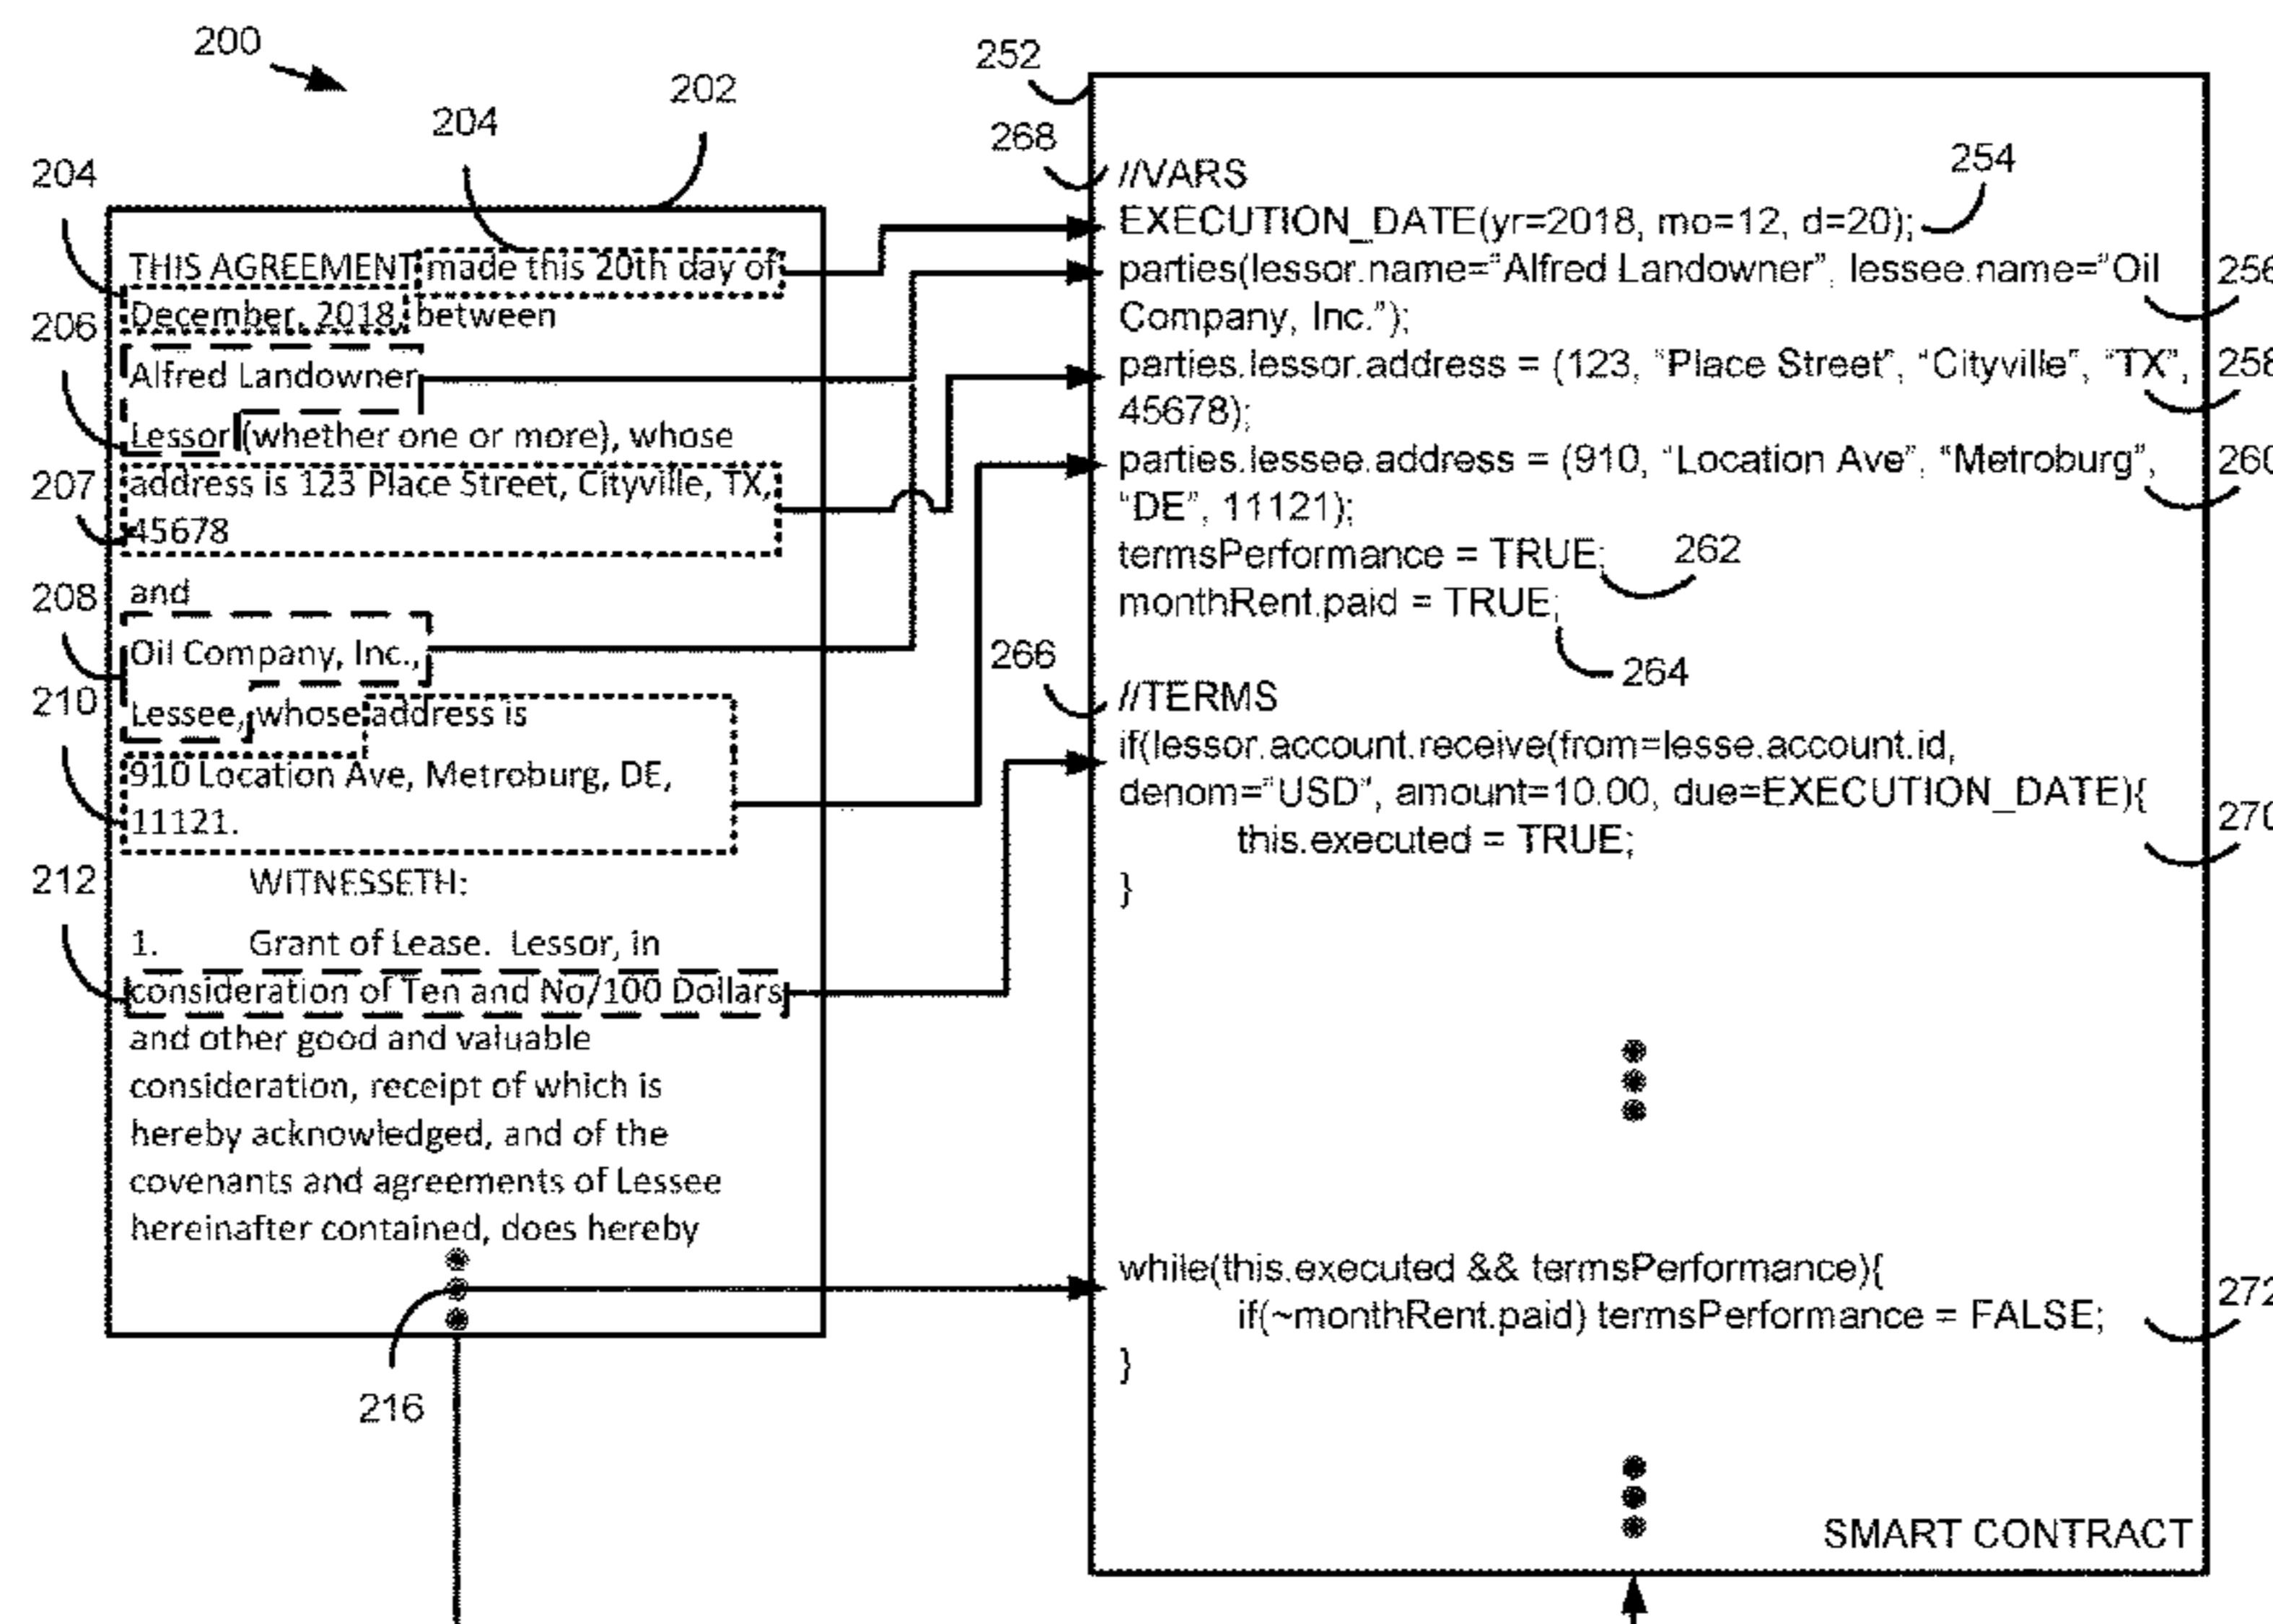 200
202
204
204
THIS AGREEMENT made this 20th day of
December, 2018, between
206
Alfred Landowner
Lessor (whether one or more), whose
207
address is 123 Place Street, Cityville, TX,
45678
and
208
Oil Company, Inc.,
210
Lessee, whose address is
910 Location Ave, Metroburg, DE,
11121.
212
WITNESSETH:
1. Grant of Lease. Lessor, in
consideration of Ten and No/100 Dollars
and other good and valuable
consideration, receipt of which is
hereby acknowledged, and of the
covenants and agreements of Lessee
hereinafter contained, does hereby
216
252
268
//VARS
254
EXECUTION_DATE(yr=2018, mo=12, d=20);
parties(lessor.name="Alfred Landowner", lessee.name="Oil
256
Company, Inc.");
parties.lessor.address = (123, "Place Street", "Cityville", "TX",
258
45678);
parties.lessee.address = (910, "Location Ave", "Metroburg",
260
"DE", 11121);
termsPerformance = TRUE;
262
monthRent.paid = TRUE;
264
266
//TERMS
if(lessor.account.receive(from=lesse.account.id,
denom="USD", amount=10.00, due=EXECUTION_DATE){
270
this.executed = TRUE;
}
while(this.executed && termsPerformance){
272
if(~monthRent.paid) termsPerformance = FALSE;
}
SMART CONTRACT